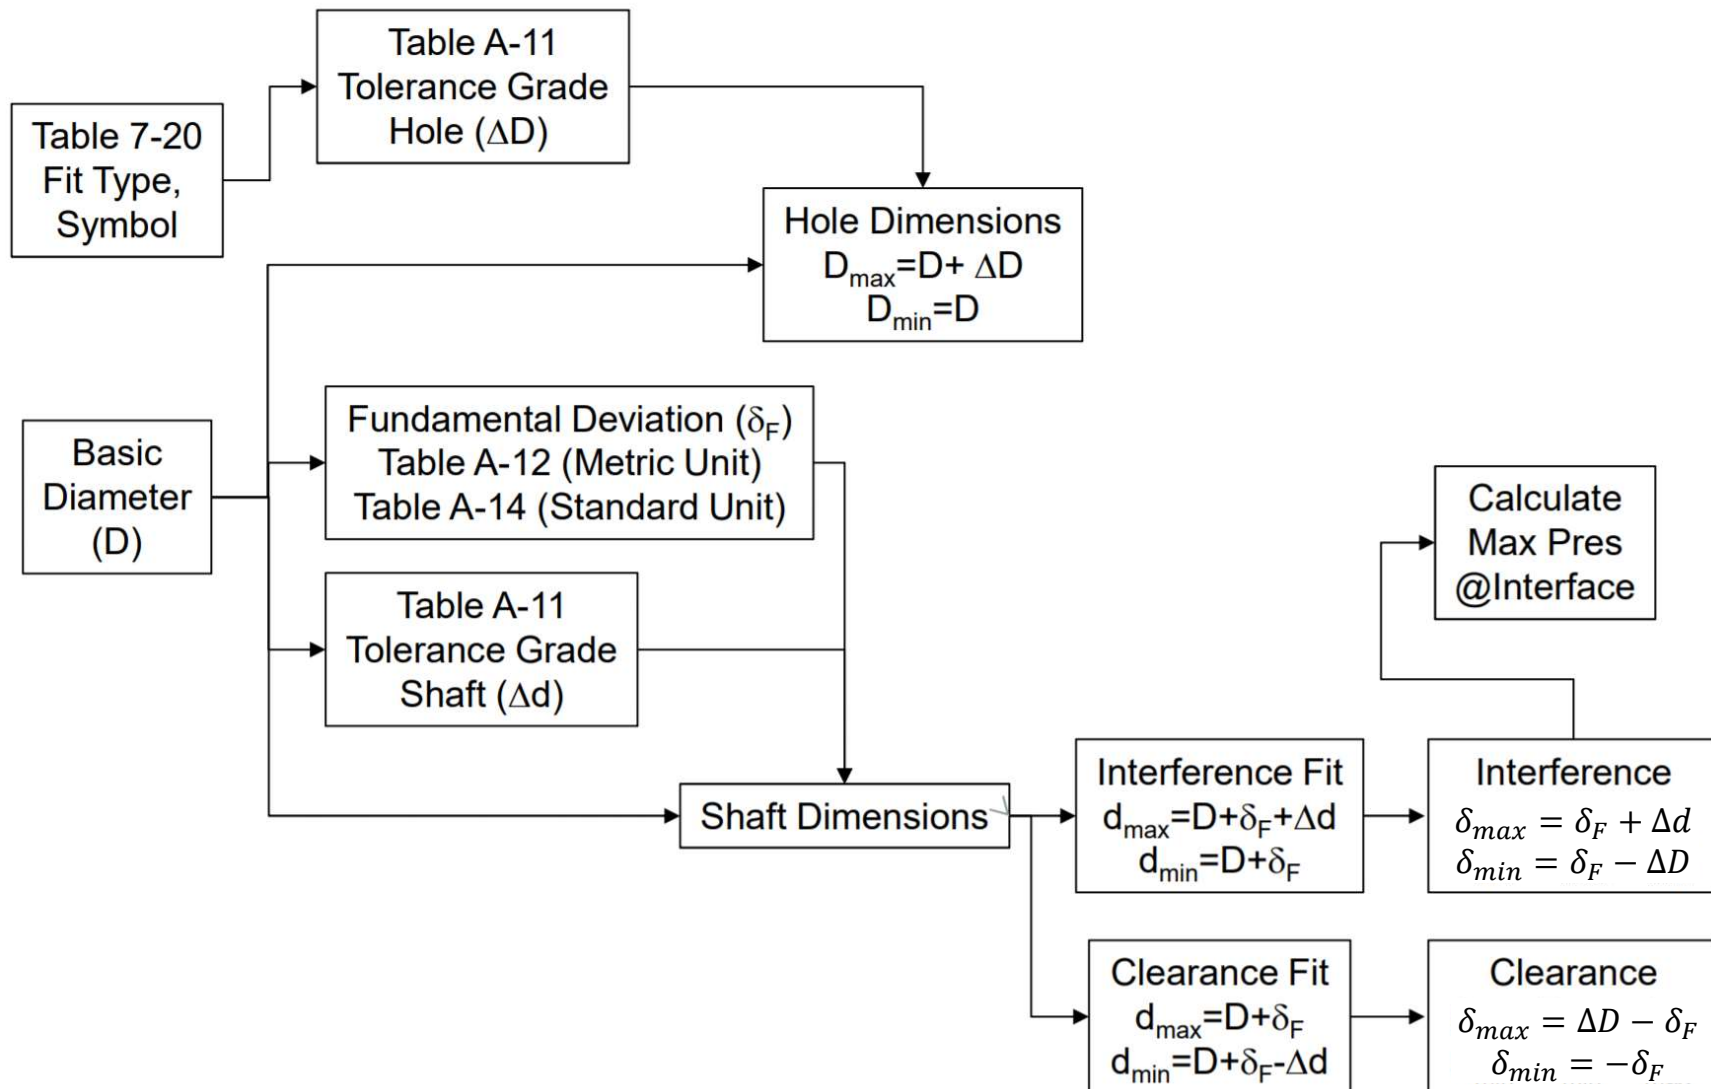 Table A-11
Tolerance Grade
Hole (ΔD)
Table 7-20
Fit Type,
Symbol
Hole Dimensions
Dmax=D+ ΔD
Dmin=D
Basic
Diameter
(D)
Fundamental Deviation (δF)
Table A-12 (Metric Unit)
Table A-14 (Standard Unit)
Table A-11
Tolerance Grade
Shaft (Δd)
Calculate
Max Pres
@Interface
Shaft Dimensions
Interference Fit
dmax=D+δF+Δd
dmin=D+δF
Interference
δmax = δF + Δd
δmin = δF − ΔD
Clearance Fit
dmax=D+δF
dmin=D+δF-Δd
Clearance
δmax = ΔD − δF
δmin = −δF